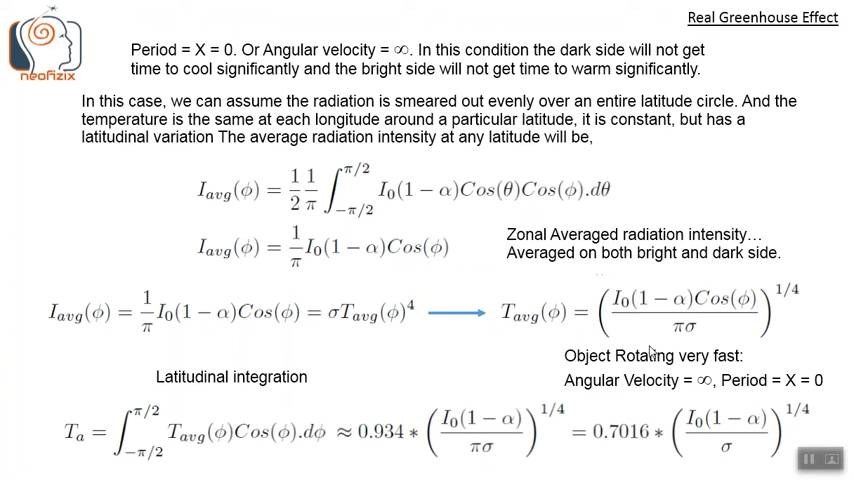 Real Greenhouse Effect
neofizix
Period = X = 0. Or Angular velocity = ∞. In this condition the dark side will not get
time to cool significantly and the bright side will not get time to warm significantly.
In this case, we can assume the radiation is smeared out evenly over an entire latitude circle. And the
temperature is the same at each longitude around a particular latitude, it is constant, but has a
latitudinal variation The average radiation intensity at any latitude will be,
I_avg(ϕ) = 1/2 1/π ∫_{−π/2}^{π/2} I₀(1 − α)Cos(θ)Cos(ϕ).dθ
I_avg(ϕ) = 1/π I₀(1 − α)Cos(ϕ)
Zonal Averaged radiation intensity…
Averaged on both bright and dark side.
I_avg(ϕ) = 1/π I₀(1 − α)Cos(ϕ) = σT_avg(ϕ)⁴ → T_avg(ϕ) = (I₀(1 − α)Cos(ϕ)/πσ)^{1/4}
Object Rotating very fast:
Angular Velocity = ∞, Period = X = 0
Latitudinal integration
T_a = ∫_{−π/2}^{π/2} T_avg(ϕ)Cos(ϕ).dϕ ≈ 0.934 * (I₀(1 − α)/πσ)^{1/4} = 0.7016 * (I₀(1 − α)/σ)^{1/4}